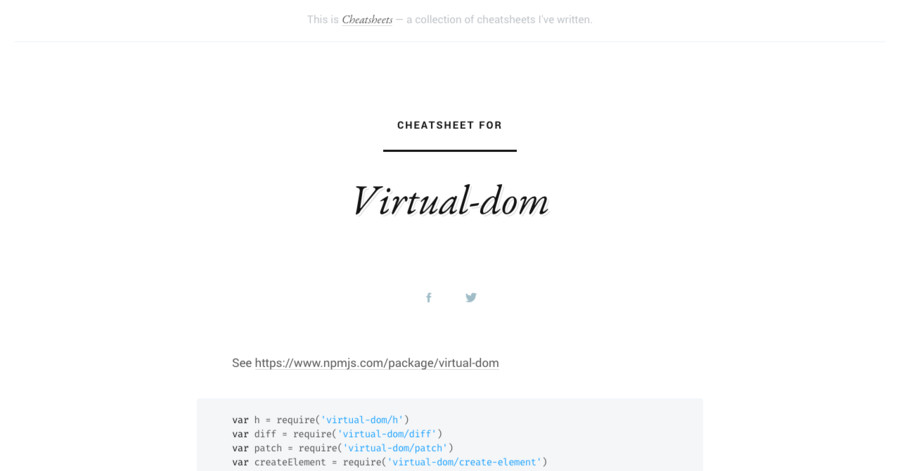 This is Cheatsheets — a collection of cheatsheets I've written.
CHEATSHEET FOR
Virtual-dom
See https://www.npmjs.com/package/virtual-dom
var h = require('virtual-dom/h')
var diff = require('virtual-dom/diff')
var patch = require('virtual-dom/patch')
var createElement = require('virtual-dom/create-element')